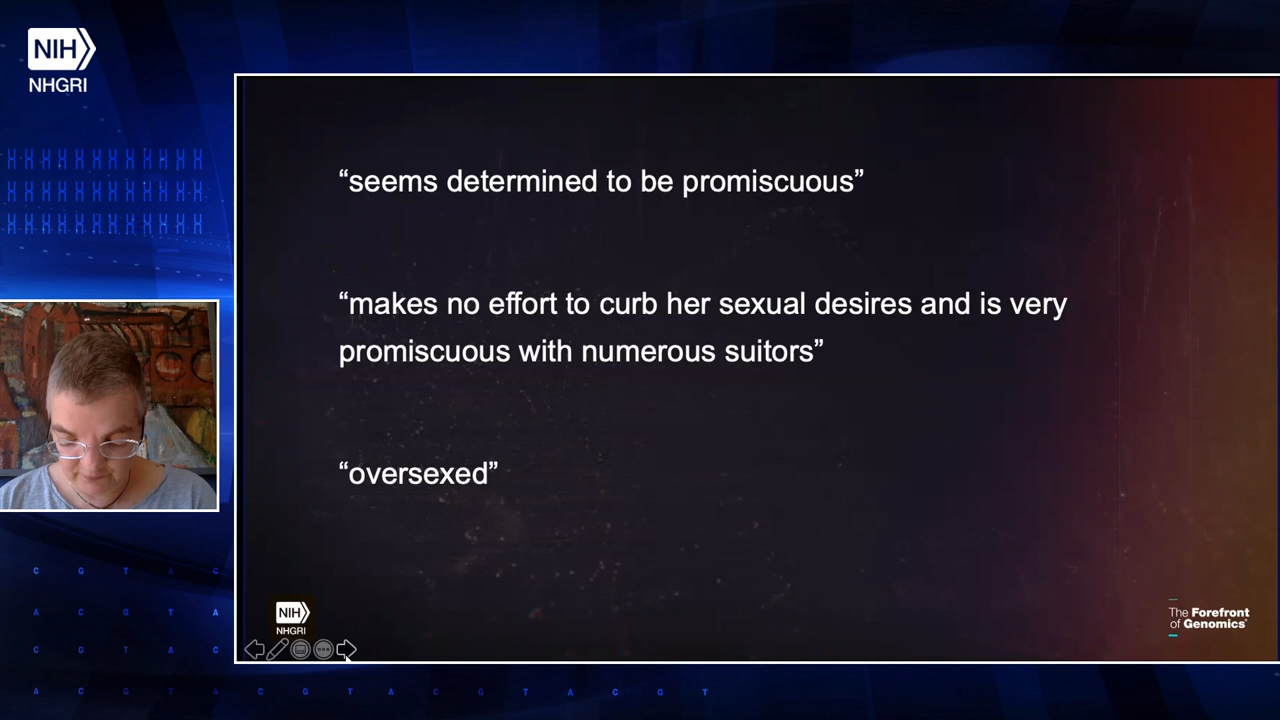 NIH
NHGRI
“seems determined to be promiscuous”
“makes no effort to curb her sexual desires and is very
promiscuous with numerous suitors”
“oversexed”
NIH
NHGRI
The Forefront
of Genomics®
C G T A C
A C G T A
C G T A C
A C G T A C G T A C G T A C G T